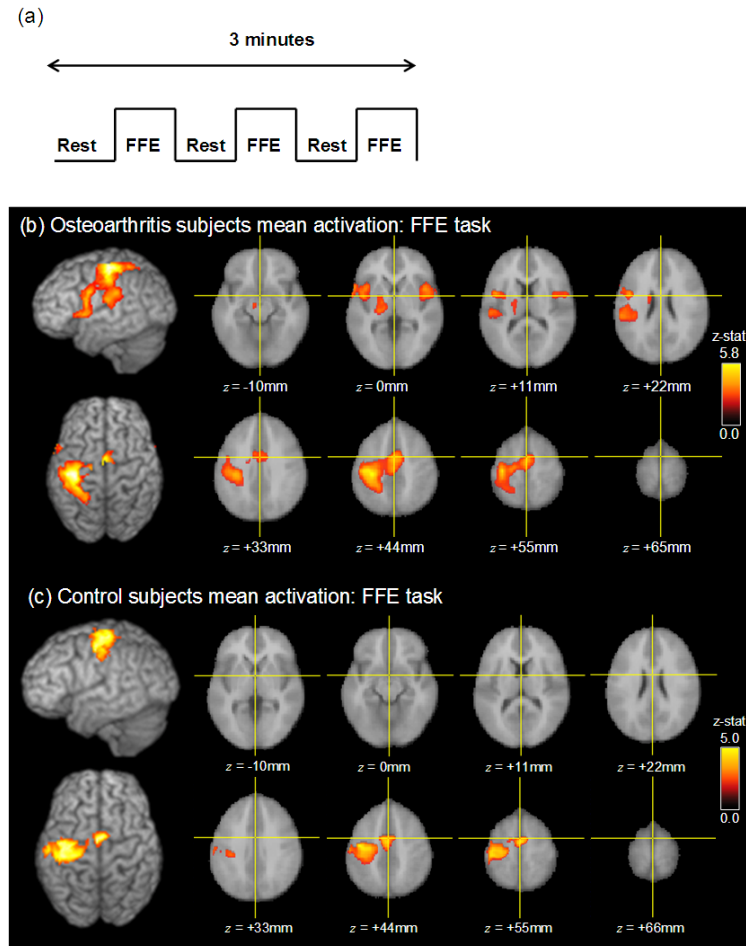 (a)
3 minutes
Rest FFE Rest FFE Rest FFE
(b) Osteoarthritis subjects mean activation: FFE task
z-stat
5.8
0.0
z = -10mm z = 0mm z = +11mm z = +22mm
z = +33mm z = +44mm z = +55mm z = +65mm
(c) Control subjects mean activation: FFE task
z-stat
5.0
0.0
z = -10mm z = 0mm z = +11mm z = +22mm
z = +33mm z = +44mm z = +55mm z = +66mm